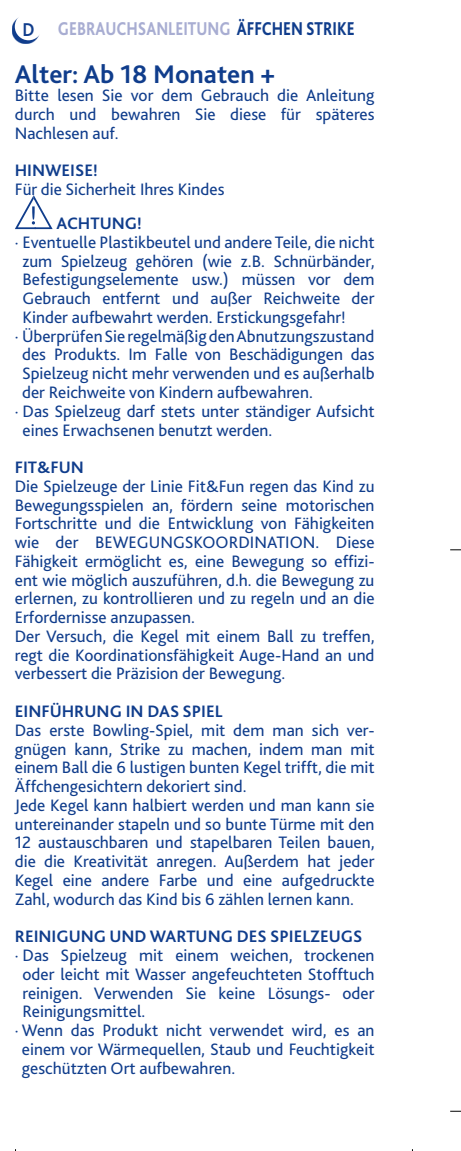 D GEBRAUCHSANLEITUNG ÄFFCHEN STRIKE
Alter: Ab 18 Monaten +
Bitte lesen Sie vor dem Gebrauch die Anleitung
durch und bewahren Sie diese für späteres
Nachlesen auf.
HINWEISE!
Für die Sicherheit Ihres Kindes
ACHTUNG!
· Eventuelle Plastikbeutel und andere Teile, die nicht
zum Spielzeug gehören (wie z.B. Schnürbänder,
Befestigungselemente usw.) müssen vor dem
Gebrauch entfernt und außer Reichweite der
Kinder aufbewahrt werden. Erstickungsgefahr!
· Überprüfen Sie regelmäßig den Abnutzungszustand
des Produkts. Im Falle von Beschädigungen das
Spielzeug nicht mehr verwenden und es außerhalb
der Reichweite von Kindern aufbewahren.
· Das Spielzeug darf stets unter ständiger Aufsicht
eines Erwachsenen benutzt werden.
FIT&FUN
Die Spielzeuge der Linie Fit&Fun regen das Kind zu
Bewegungsspielen an, fördern seine motorischen
Fortschritte und die Entwicklung von Fähigkeiten
wie der BEWEGUNGSKOORDINATION. Diese
Fähigkeit ermöglicht es, eine Bewegung so effizi-
ent wie möglich auszuführen, d.h. die Bewegung zu
erlernen, zu kontrollieren und zu regeln und an die
Erfordernisse anzupassen.
Der Versuch, die Kegel mit einem Ball zu treffen,
regt die Koordinationsfähigkeit Auge-Hand an und
verbessert die Präzision der Bewegung.
EINFÜHRUNG IN DAS SPIEL
Das erste Bowling-Spiel, mit dem man sich ver-
gnügen kann, Strike zu machen, indem man mit
einem Ball die 6 lustigen bunten Kegel trifft, die mit
Äffchengesichtern dekoriert sind.
Jede Kegel kann halbiert werden und man kann sie
untereinander stapeln und so bunte Türme mit den
12 austauschbaren und stapelbaren Teilen bauen,
die die Kreativität anregen. Außerdem hat jeder
Kegel eine andere Farbe und eine aufgedruckte
Zahl, wodurch das Kind bis 6 zählen lernen kann.
REINIGUNG UND WARTUNG DES SPIELZEUGS
· Das Spielzeug mit einem weichen, trockenen
oder leicht mit Wasser angefeuchteten Stofftuch
reinigen. Verwenden Sie keine Lösungs- oder
Reinigungsmittel.
· Wenn das Produkt nicht verwendet wird, es an
einem vor Wärmequellen, Staub und Feuchtigkeit
geschützten Ort aufbewahren.